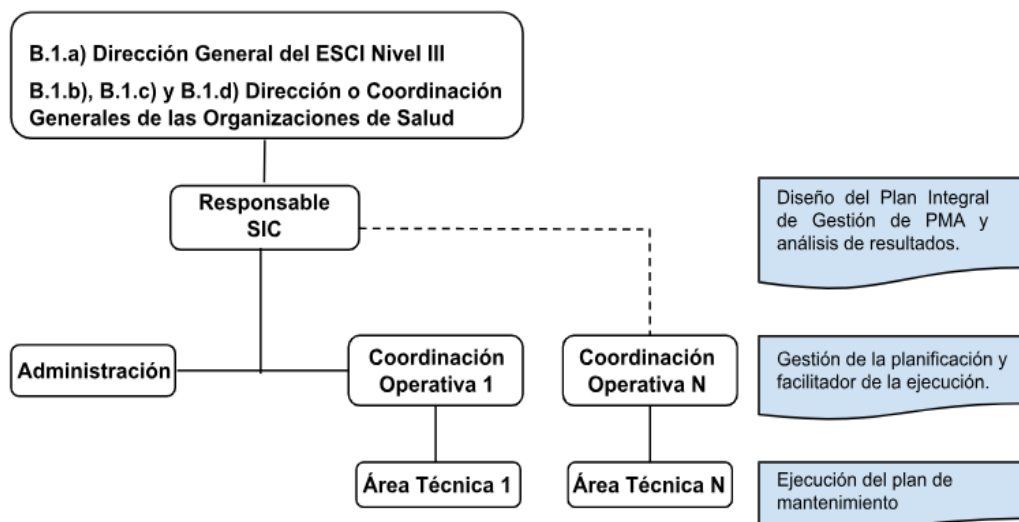 B.1.a) Dirección General del ESCI Nivel III
B.1.b), B.1.c) y B.1.d) Dirección o Coordinación
Generales de las Organizaciones de Salud
Responsable
SIC
Diseño del Plan Integral
de Gestión de PMA y
análisis de resultados.
Administración
Coordinación
Operativa 1
Coordinación
Operativa N
Gestión de la planificación y
facilitador de la ejecución.
Área Técnica 1
Área Técnica N
Ejecución del plan de
mantenimiento